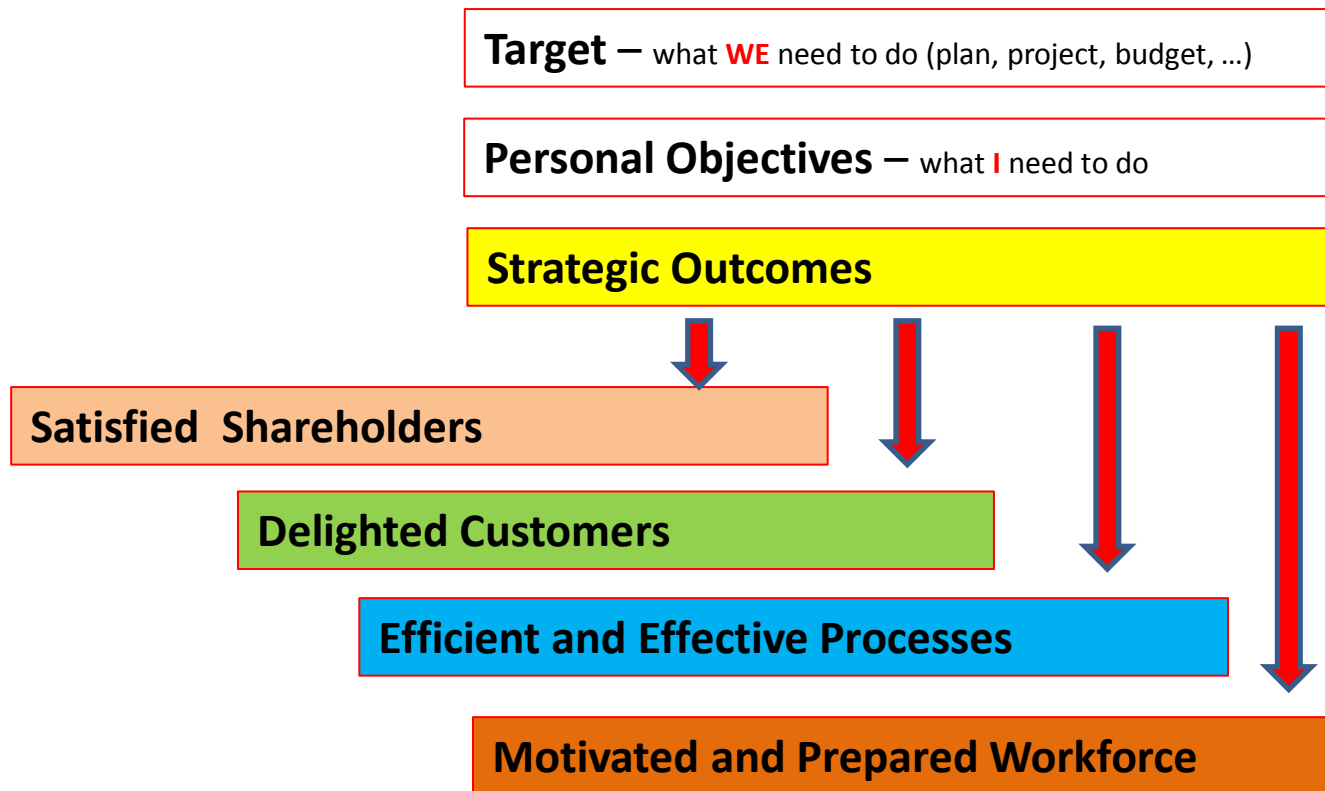 Target – what WE need to do (plan, project, budget, …)
Personal Objectives – what I need to do
Strategic Outcomes
Satisfied  Shareholders
Delighted Customers
Efficient and Effective Processes
Motivated and Prepared Workforce